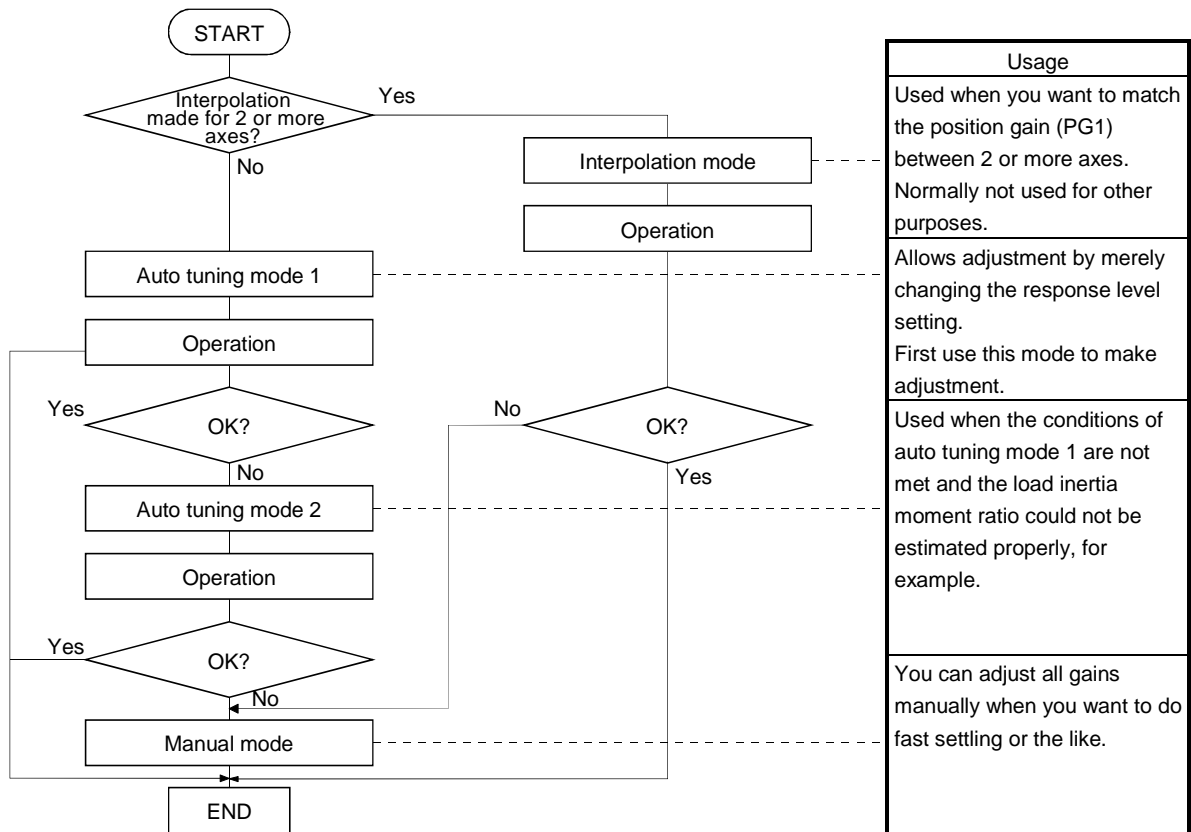 START
Interpolation
made for 2 or more
axes?
Yes
No
Interpolation mode
Operation
Auto tuning mode 1
Operation
Yes
OK?
No
No
OK?
Yes
Auto tuning mode 2
Operation
Yes
OK?
No
Manual mode
END
Usage
Used when you want to match
the position gain (PG1)
between 2 or more axes.
Normally not used for other
purposes.
Allows adjustment by merely
changing the response level
setting.
First use this mode to make
adjustment.
Used when the conditions of
auto tuning mode 1 are not
met and the load inertia
moment ratio could not be
estimated properly, for
example.
You can adjust all gains
manually when you want to do
fast settling or the like.